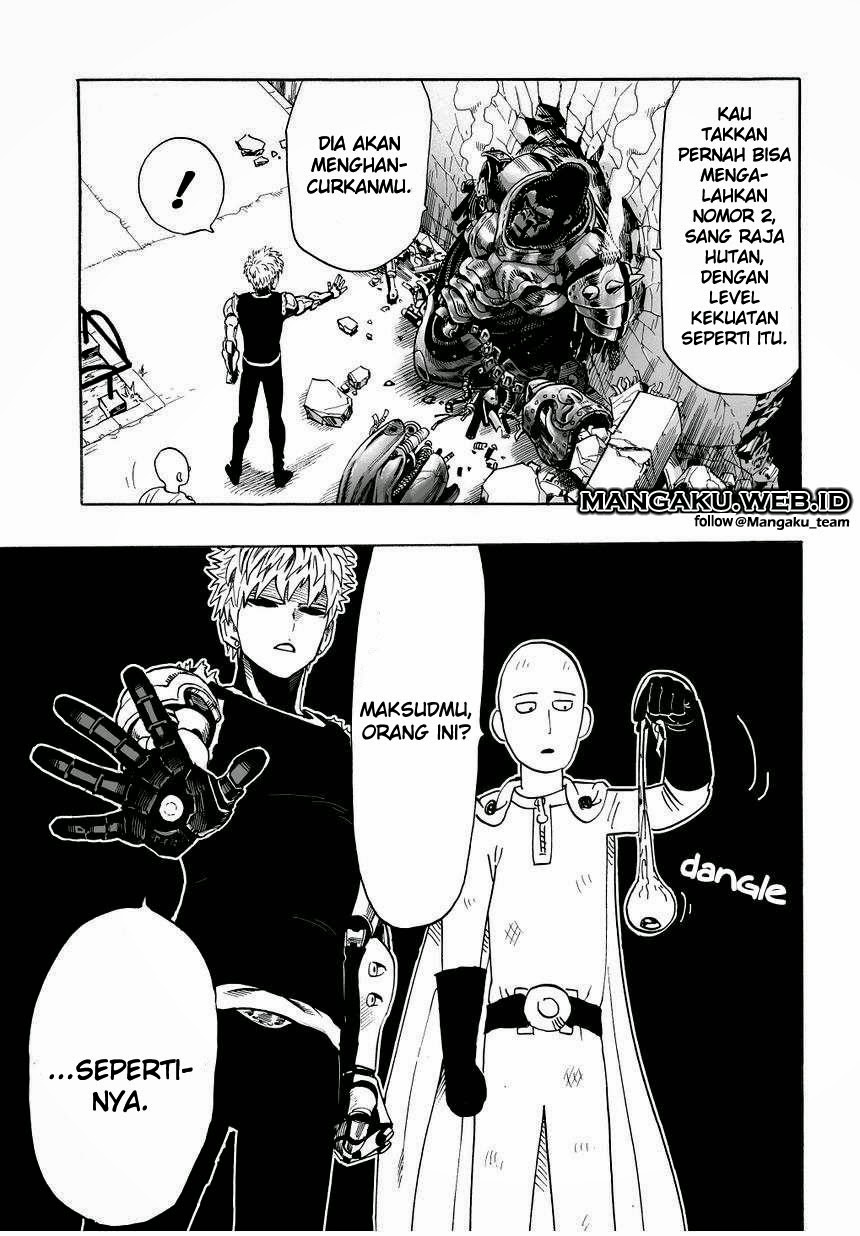 KAU
TAKKAN
PERNAH BISA
MENGA-
LAHKAN
NOMOR 2,
SANG RAJA
HUTAN,
DENGAN
LEVEL
KEKUATAN
SEPERTI ITU.
DIA AKAN
MENGHAN-
CURKANMU.
!
MANGAKU.WEB.ID
follow @Mangaku_team
MAKSUDMU,
ORANG INI?
dangle
...SEPERTI-
NYA.